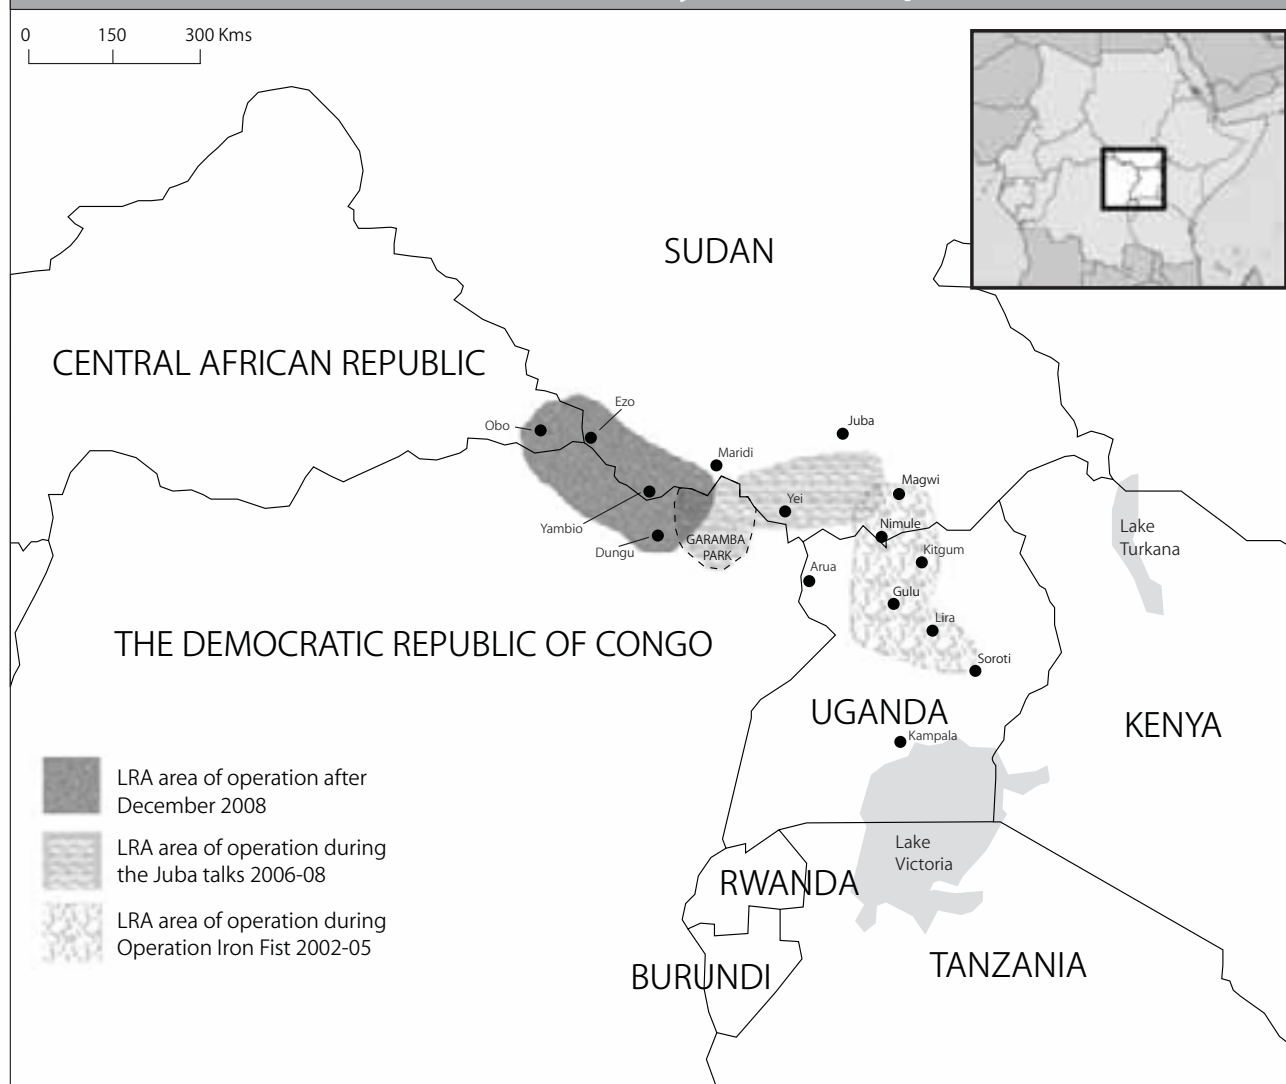 0 150 300 Kms
SUDAN
CENTRAL AFRICAN REPUBLIC
Ezo
Obo
Juba
Maridi
Magwi
Yei
Yambio
Nimule
Lake
Turkana
Dungu
GARAMBA
PARK
Kitgum
Arua
Gulu
Lira
THE DEMOCRATIC REPUBLIC OF CONGO
Soroti
UGANDA
KENYA
Kampala
LRA area of operation after
December 2008
LRA area of operation during
the Juba talks 2006-08
Lake
Victoria
RWANDA
LRA area of operation during
Operation Iron Fist 2002-05
BURUNDI
TANZANIA